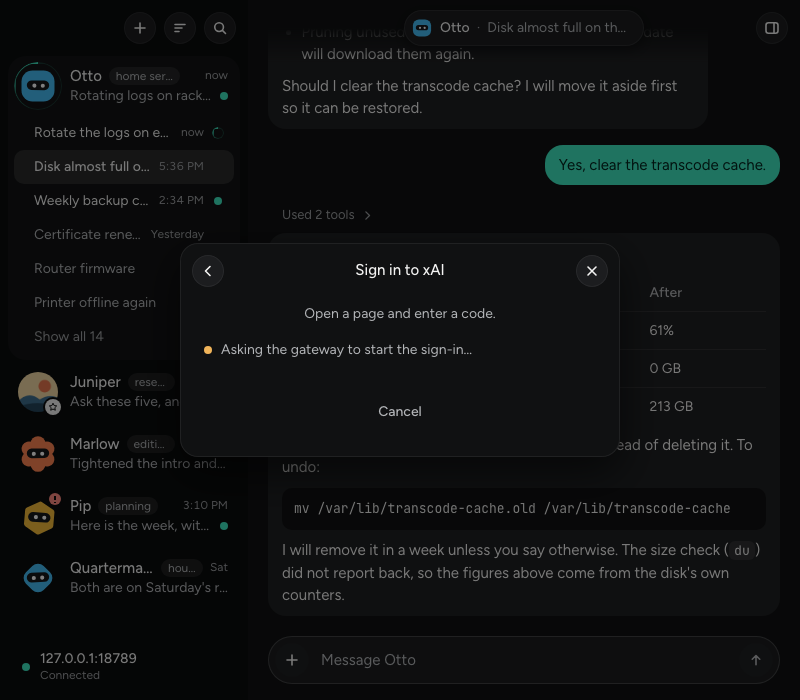 Otto · Disk almost full on th...
Otto home ser... now
Rotating logs on rack...
Rotate the logs on e... now
Disk almost full o... 5:36 PM
Weekly backup c... 2:34 PM
Certificate rene... Yesterday
Router firmware
Printer offline again
Show all 14
Juniper rese...
Ask these five, an
Marlow editi...
Tightened the intro and...
Pip planning 3:10 PM
Here is the week, wit...
Quarterma... hou... Sat
Both are on Saturday's r...
127.0.0.1:18789
Connected
Pruning unused date
will download them again.
Should I clear the transcode cache? I will move it aside first
so it can be restored.
Yes, clear the transcode cache.
Used 2 tools
After
61%
0 GB
213 GB
ead of deleting it. To
undo:
mv /var/lib/transcode-cache.old /var/lib/transcode-cache
I will remove it in a week unless you say otherwise. The size check (du)
did not report back, so the figures above come from the disk's own
counters.
Message Otto
Sign in to xAI
Open a page and enter a code.
Asking the gateway to start the sign-in...
Cancel